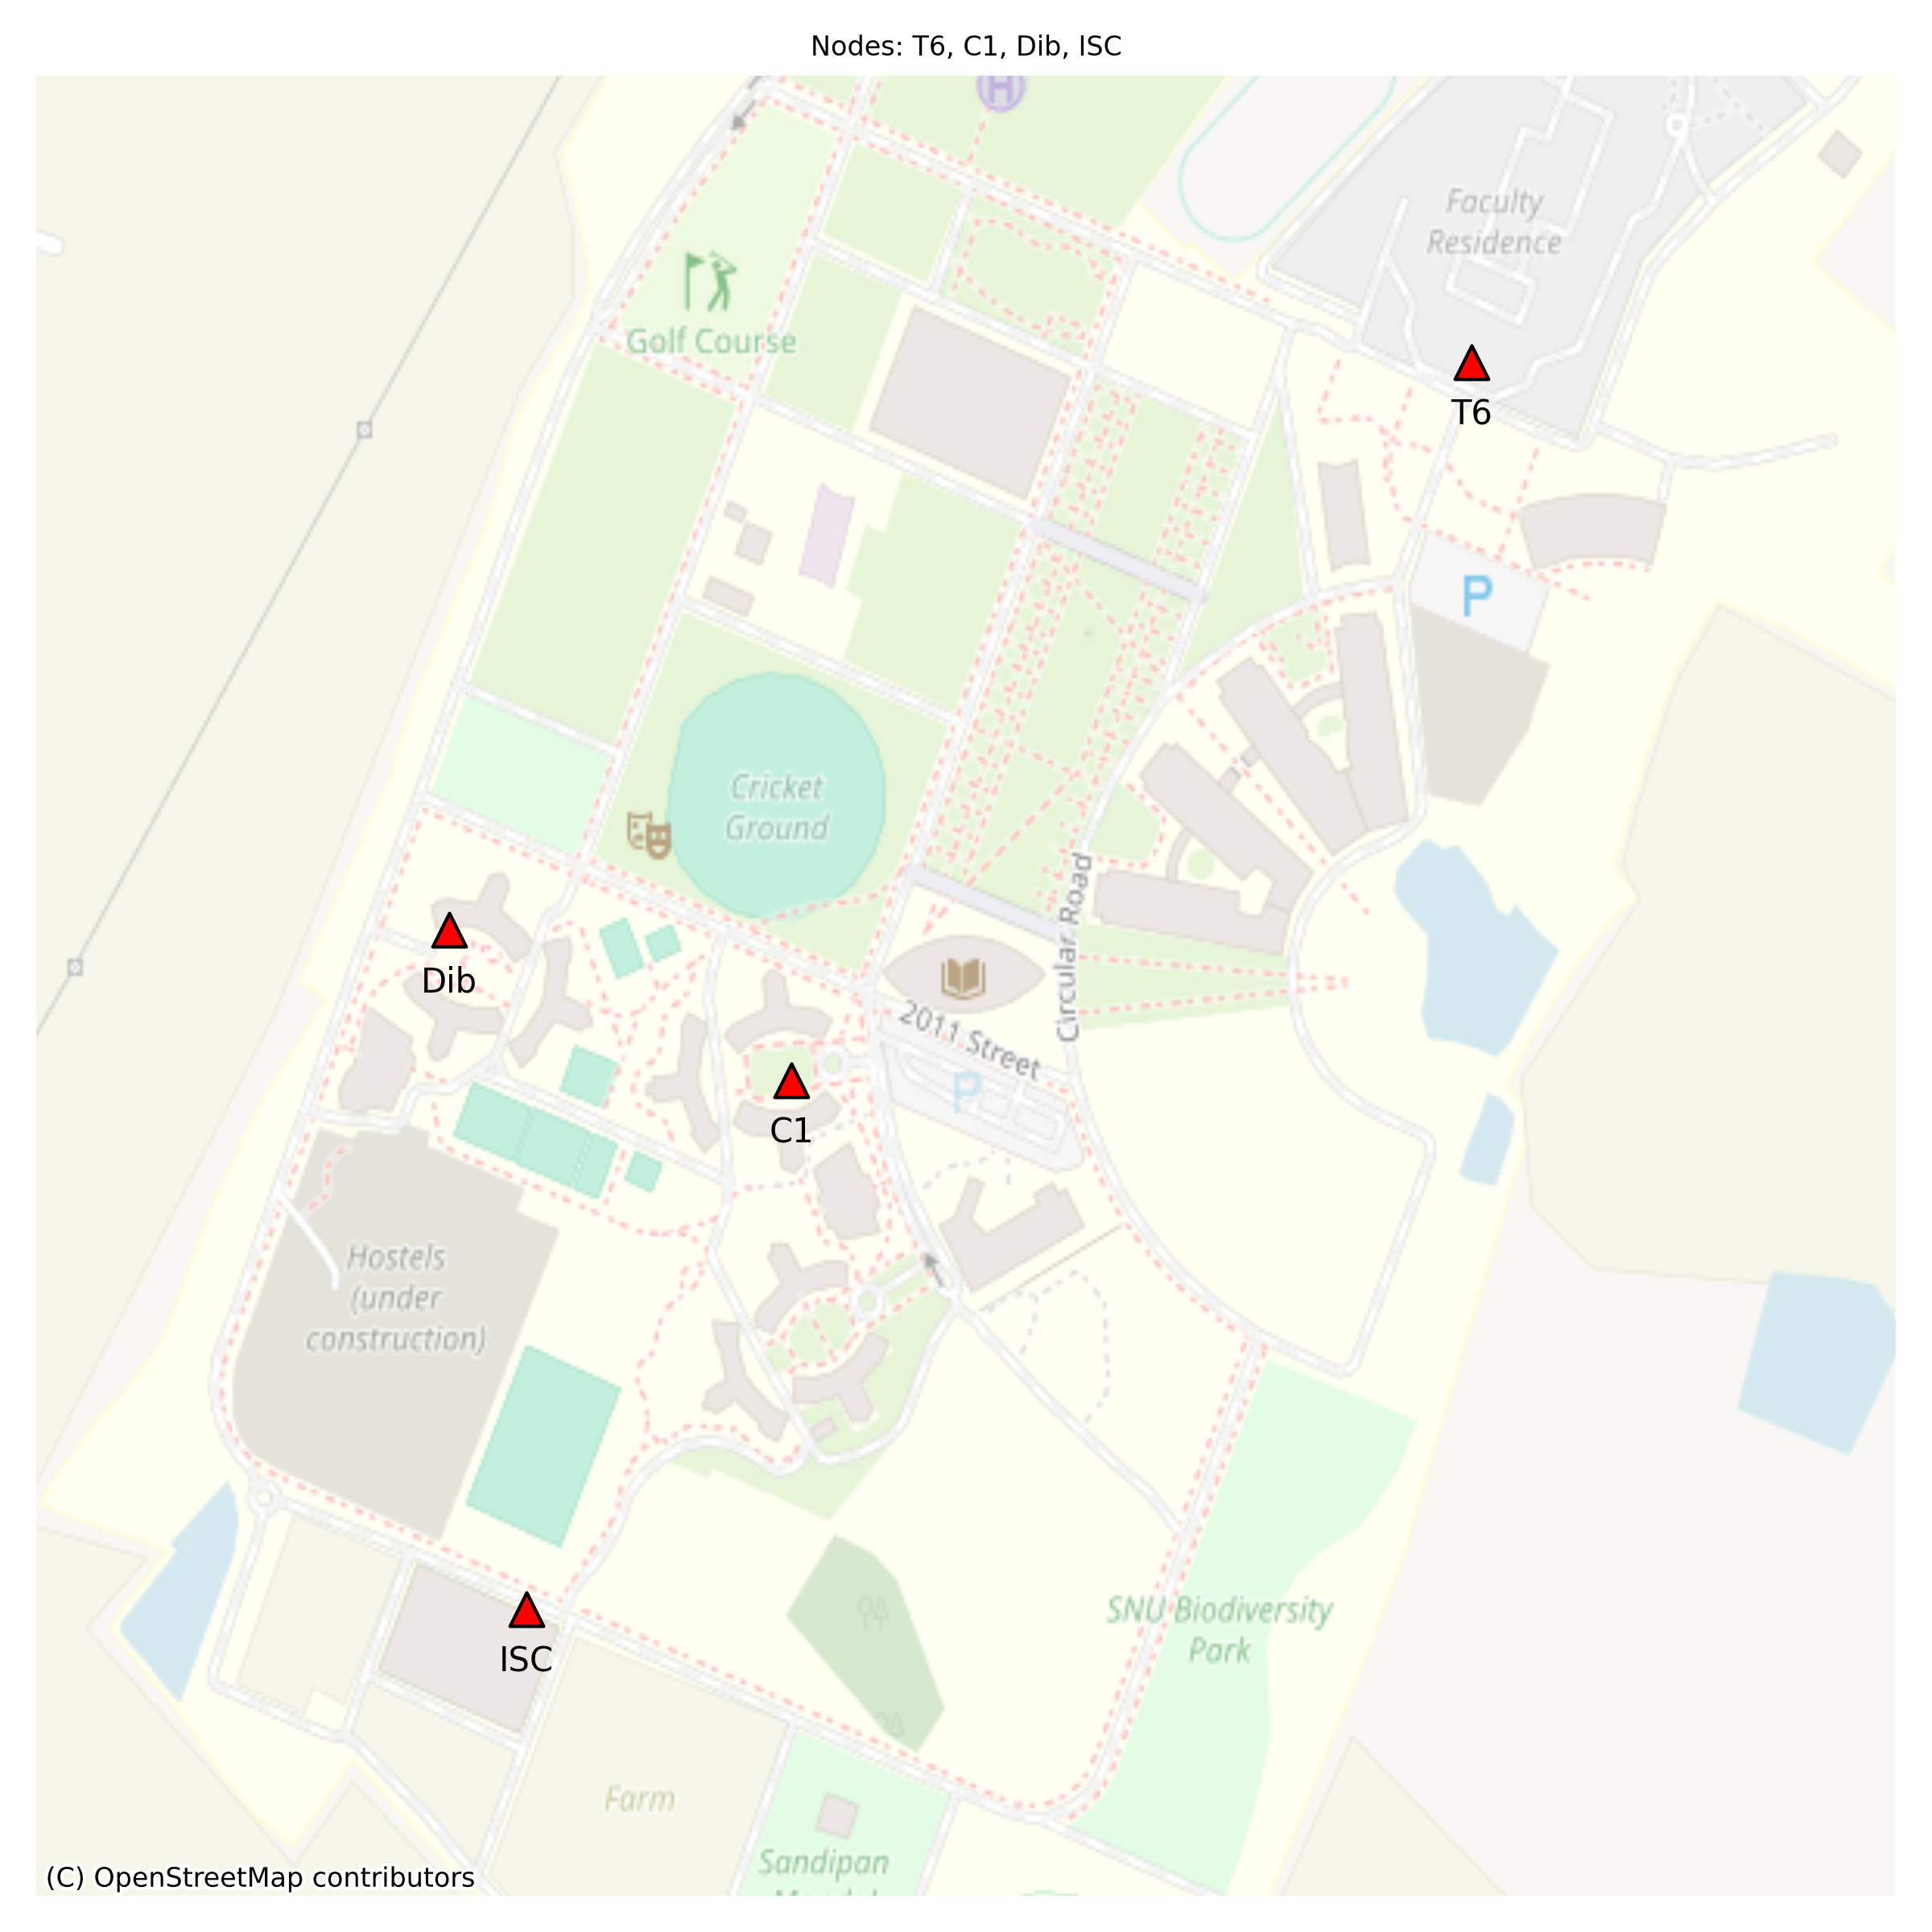 Nodes: T6, C1, Dib, ISC
H
Faculty
Residence
Golf Course
T6
P
Cricket
Ground
Circular Road
Dib
2011 Street
P
C1
Hostels
(under
construction)
SNU Biodiversity
Park
ISC
Farm
Sandipan
(C) OpenStreetMap contributors